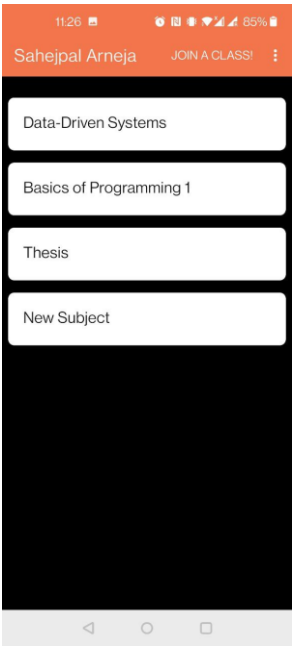 11:26 85%
Sahejpal Arneja JOIN A CLASS!
Data-Driven Systems
Basics of Programming 1
Thesis
New Subject